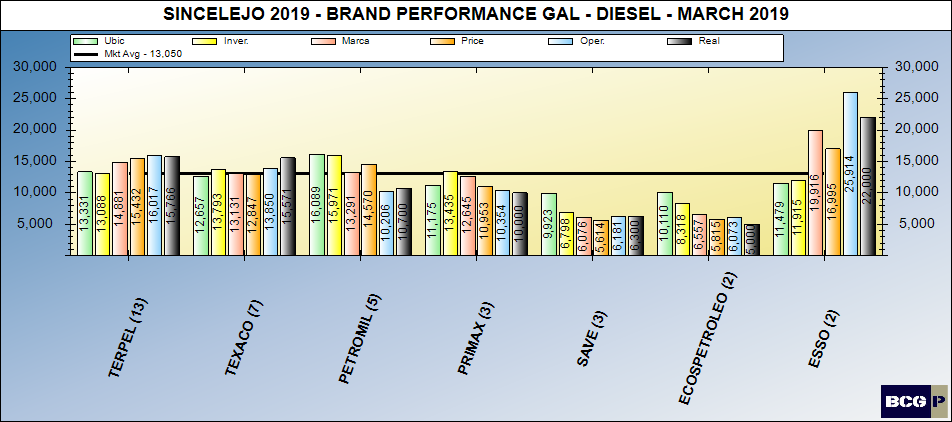 SINCELEJO 2019 - BRAND PERFORMANCE GAL - DIESEL - MARCH 2019
Ubic Inver. Marca Price Oper. Real
Mkt Avg - 13,050
30,000 30,000
25,000 25,000
20,000 20,000
15,000 15,000
10,000 10,000
5,000 5,000
13,331 13,088 14,881 15,432 16,017 15,766
12,657 13,793 13,131 12,847 13,850 15,571
16,089 15,971 13,291 14,570 10,206 10,700
11,175 13,435 12,645 10,953 10,354 10,000
9,923 6,798 6,076 5,614 6,181 6,300
10,110 8,318 6,557 5,815 6,073 5,000
11,479 11,915 19,916 16,995 25,914 22,000
TERPEL (13)
TEXACO (7)
PETROMIL (5)
PRIMAX (3)
SAVE (3)
ECOSPETROLEO (2)
ESSO (2)
BCG P